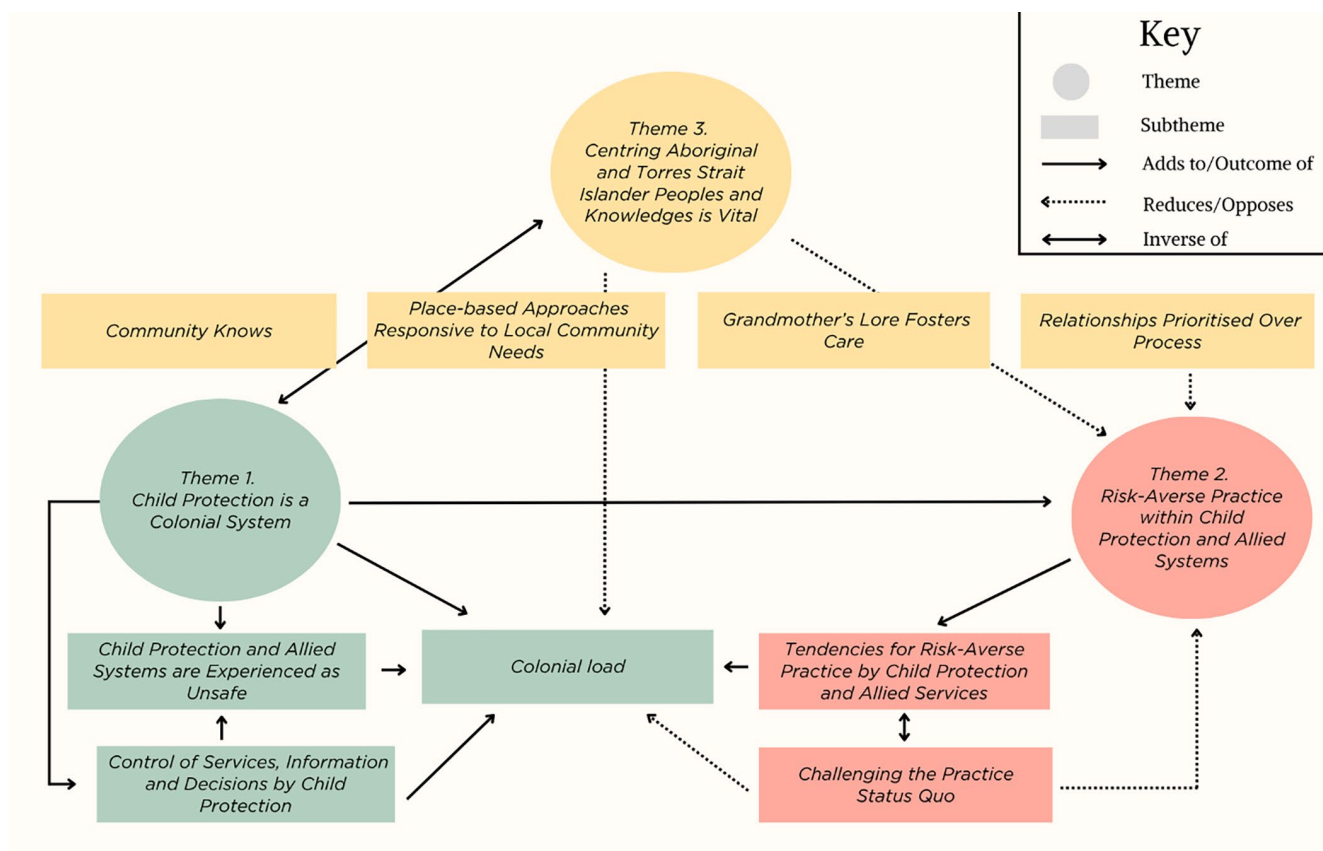 Key
Theme
Subtheme
Adds to/Outcome of
Reduces/Opposes
Inverse of
Theme 3.
Centring Aboriginal
and Torres Strait
Islander Peoples and
Knowledges is Vital
Community Knows
Place-based Approaches
Responsive to Local Community
Needs
Grandmother's Lore Fosters
Care
Relationships Prioritised Over
Process
Theme 1.
Child Protection is a
Colonial System
Theme 2.
Risk-Averse Practice
within Child
Protection and Allied
Systems
Child Protection and Allied
Systems are Experienced as
Unsafe
Colonial load
Tendencies for Risk-Averse
Practice by Child Protection
and Allied Services
Control of Services, Information
and Decisions by Child
Protection
Challenging the Practice
Status Quo